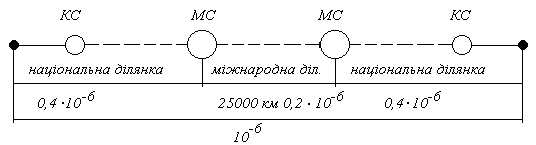 КС МС МС КС
національна ділянка міжнародна діл. національна ділянка
0,4 ·10⁻⁶ 25000 км 0,2 · 10⁻⁶ 0,4 ·10⁻⁶
10⁻⁶